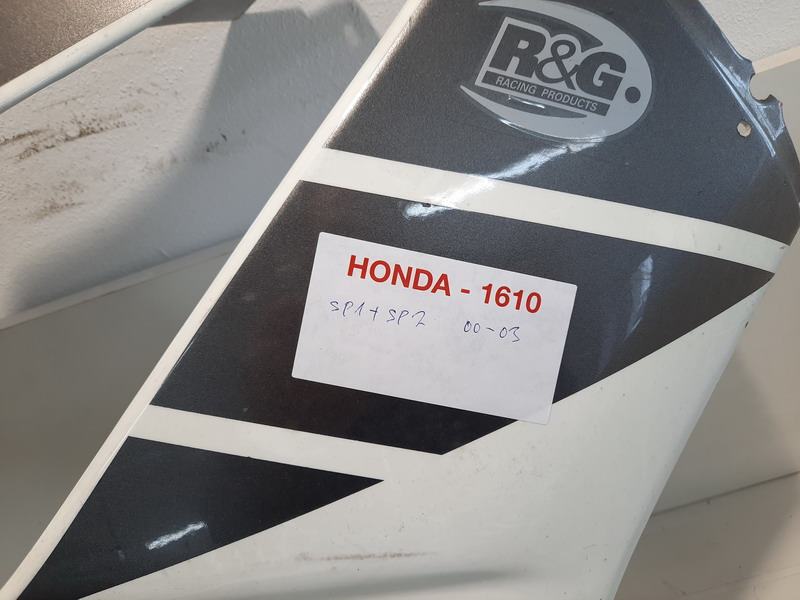 R&G.
RACING PRODUCTS
HONDA - 1610
SP1 + SP2 00-03